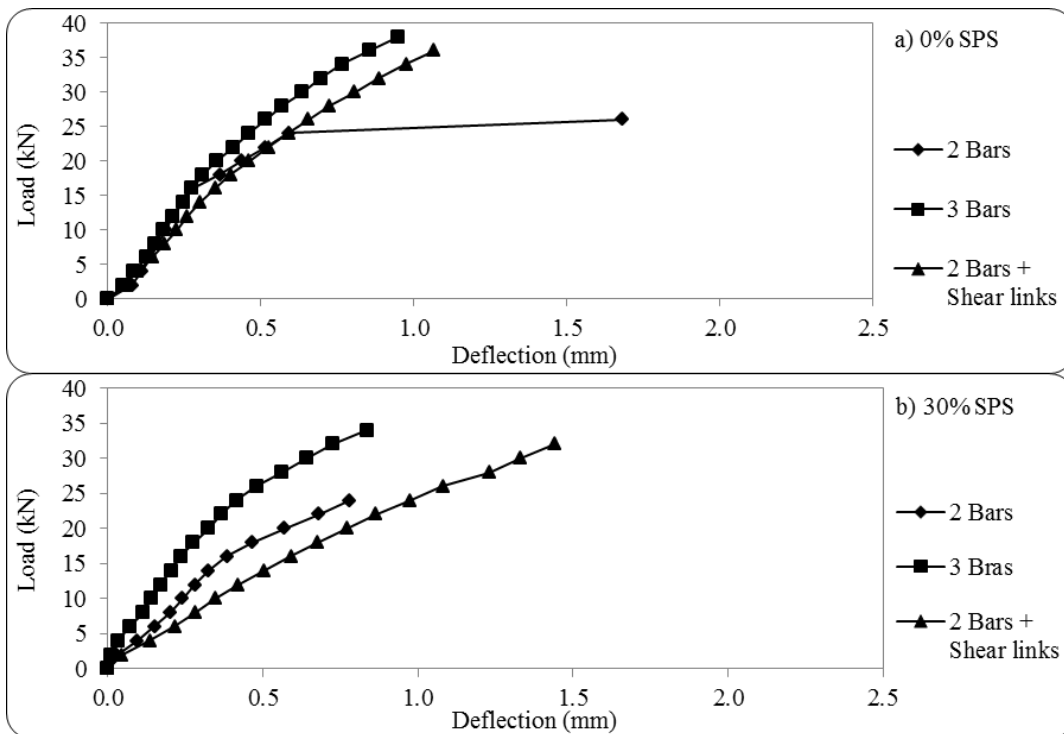 40
35
30
25
20
15
10
5
0
Load (kN)
0.0 0.5 1.0 1.5 2.0 2.5
Deflection (mm)
a) 0% SPS
2 Bars
3 Bars
2 Bars +
Shear links
40
35
30
25
20
15
10
5
0
Load (kN)
0.0 0.5 1.0 1.5 2.0 2.5
Deflection (mm)
b) 30% SPS
2 Bars
3 Bras
2 Bars +
Shear links